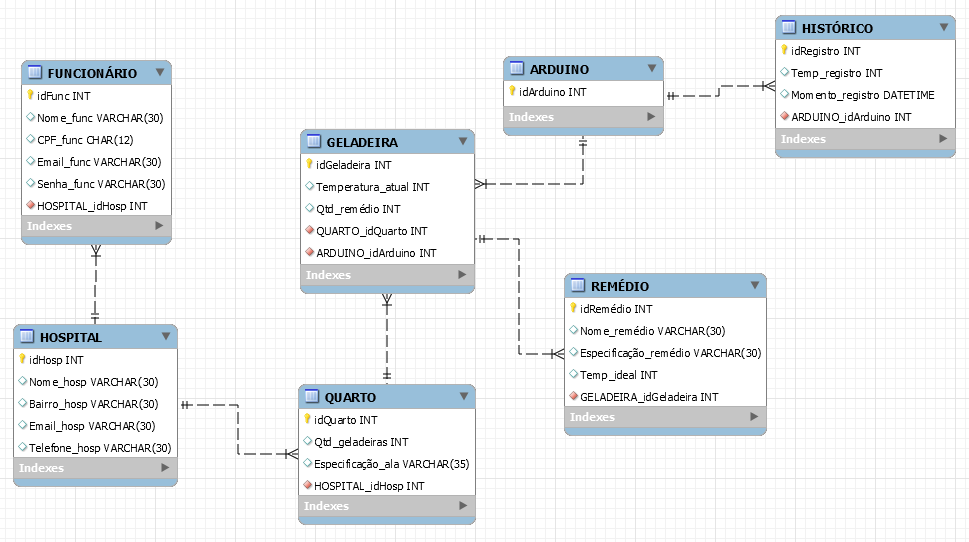 FUNCIONÁRIO
idFunc INT
Nome_func VARCHAR(30)
CPF_func CHAR(12)
Email_func VARCHAR(30)
Senha_func VARCHAR(30)
HOSPITAL_idHosp INT
Indexes
HOSPITAL
idHosp INT
Nome_hosp VARCHAR(30)
Bairro_hosp VARCHAR(30)
Email_hosp VARCHAR(30)
Telefone_hosp VARCHAR(30)
Indexes
GELADEIRA
idGeladeira INT
Temperatura_atual INT
Qtd_remédio INT
QUARTO_idQuarto INT
ARDUINO_idArduino INT
Indexes
QUARTO
idQuarto INT
Qtd_geladeiras INT
Especificação_ala VARCHAR(35)
HOSPITAL_idHosp INT
Indexes
ARDUINO
idArduino INT
Indexes
REMÉDIO
idRemédio INT
Nome_remédio VARCHAR(30)
Especificação_remédio VARCHAR(30)
Temp_ideal INT
GELADEIRA_idGeladeira INT
Indexes
HISTÓRICO
idRegistro INT
Temp_registro INT
Momento_registro DATETIME
ARDUINO_idArduino INT
Indexes